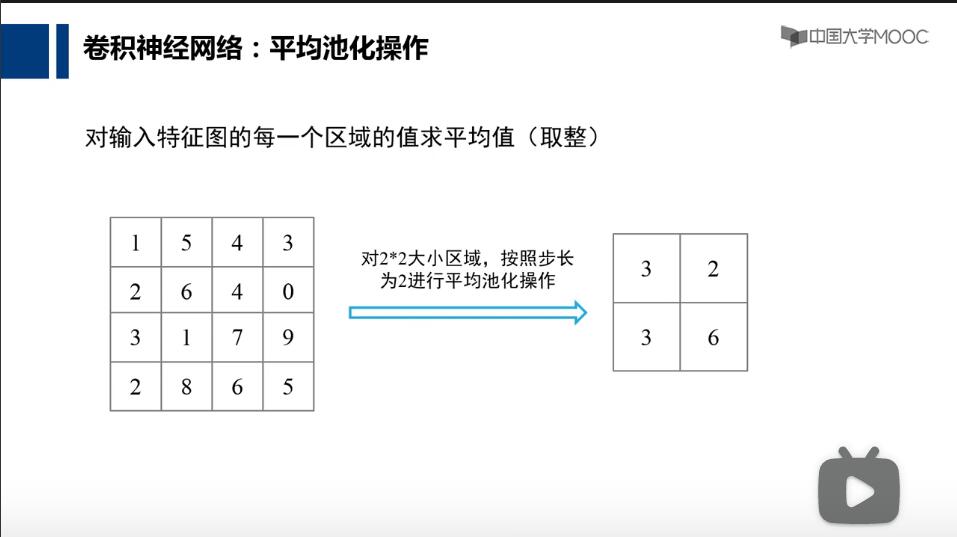 卷积神经网络：平均池化操作
中国大学MOOC
对输入特征图的每一个区域的值求平均值（取整）
1 5 4 3
2 6 4 0
3 1 7 9
2 8 6 5
对2*2大小区域，按照步长
为2进行平均池化操作
3 2
3 6